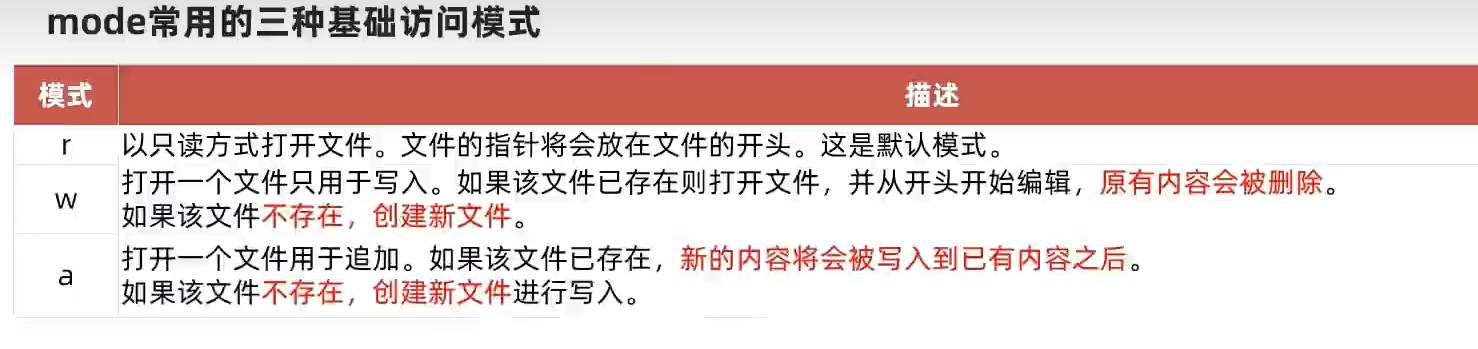 mode常用的三种基础访问模式
模式 描述
r 以只读方式打开文件。文件的指针将会放在文件的开头。这是默认模式。
w 打开一个文件只用于写入。如果该文件已存在则打开文件，并从开头开始编辑，原有内容会被删除。
如果该文件不存在，创建新文件。
a 打开一个文件用于追加。如果该文件已存在，新的内容将会被写入到已有内容之后。
如果该文件不存在，创建新文件进行写入。